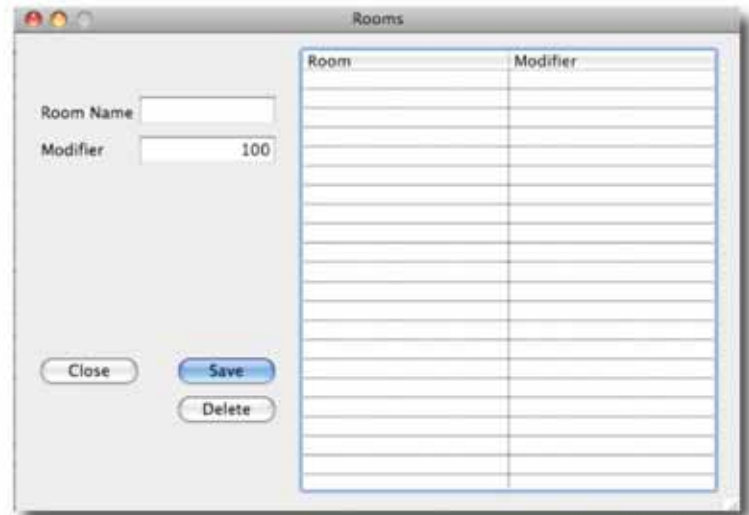 Rooms
Room Name
Modifier 100
Close Save
Delete
Room Modifier